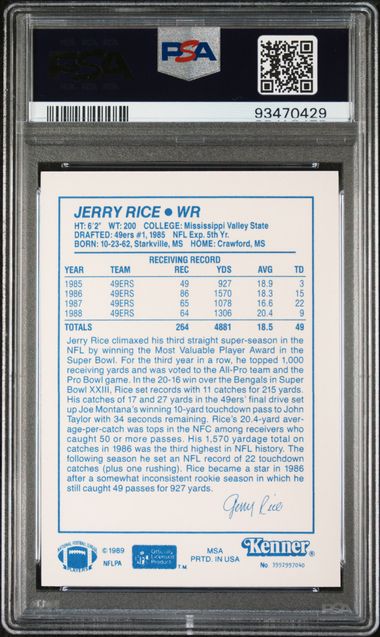 PSA
PSA
93470429
JERRY RICE • WR
HT: 6'2" WT: 200 COLLEGE: Mississippi Valley State
DRAFTED: 49ers #1, 1985 NFL Exp. 5th Yr.
BORN: 10-23-62, Starkville, MS HOME: Crawford, MS
RECEIVING RECORD
YEAR TEAM REC YDS AVG TD
1985 49ERS 49 927 18.9 3
1986 49ERS 86 1570 18.3 15
1987 49ERS 65 1078 16.6 22
1988 49ERS 64 1306 20.4 9
TOTALS 264 4881 18.5 49
Jerry Rice climaxed his third straight super-season in the
NFL by winning the Most Valuable Player Award in the
Super Bowl. For the third year in a row, he topped 1,000
receiving yards and was voted to the All-Pro team and the
Pro Bowl game. In the 20-16 win over the Bengals in Super
Bowl XXIII, Rice set records with 11 catches for 215 yards.
His catches of 17 and 27 yards in the 49ers' final drive set
up Joe Montana's winning 10-yard touchdown pass to John
Taylor with 34 seconds remaining. Rice's 20.4-yard aver-
age-per-catch was tops in the NFC among receivers who
caught 50 or more passes. His 1,570 yardage total on
catches in 1986 was the third highest in NFL history. The
following season he set an NFL record of 22 touchdown
catches (plus one rushing). Rice became a star in 1986
after a somewhat inconsistent rookie season in which he
still caught 49 passes for 927 yards.
Jerry Rice
PLAYERS
© 1989
NFLPA
NFL
Officially
Licensed
Product
TM
MSA
PRTD. IN USA
Kenner®
No. 3992997040